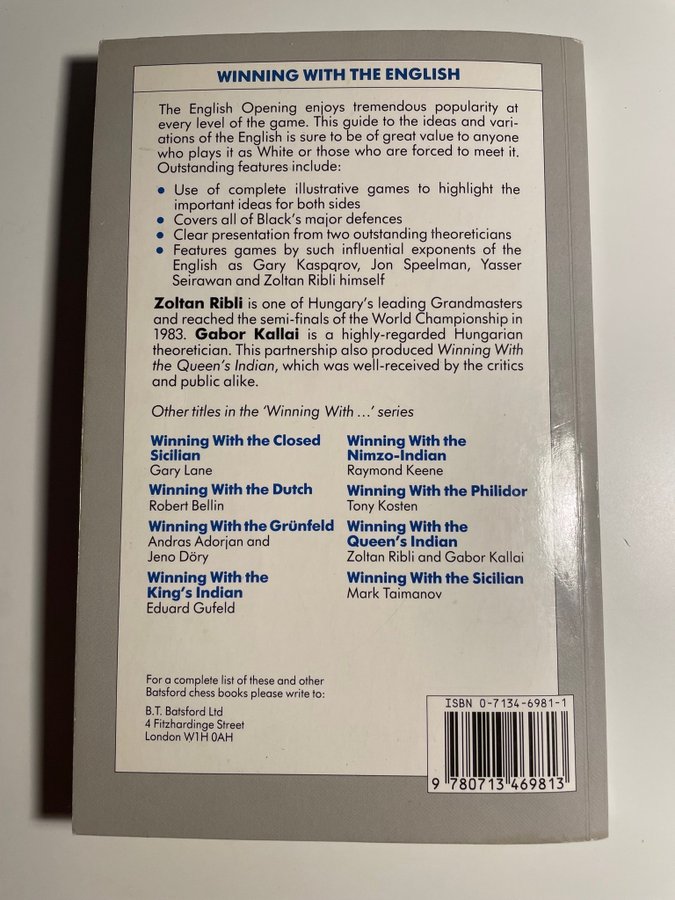 WINNING WITH THE ENGLISH
The English Opening enjoys tremendous popularity at
every level of the game. This guide to the ideas and vari-
ations of the English is sure to be of great value to anyone
who plays it as White or those who are forced to meet it.
Outstanding features include:
• Use of complete illustrative games to highlight the
important ideas for both sides
• Covers all of Black's major defences
• Clear presentation from two outstanding theoreticians
• Features games by such influential exponents of the
English as Gary Kaspqrov, Jon Speelman, Yasser
Seirawan and Zoltan Ribli himself
Zoltan Ribli is one of Hungary's leading Grandmasters
and reached the semi-finals of the World Championship in
1983. Gabor Kallai is a highly-regarded Hungarian
theoretician. This partnership also produced Winning With
the Queen's Indian, which was well-received by the critics
and public alike.
Other titles in the 'Winning With ...' series
Winning With the Closed
Sicilian
Gary Lane
Winning With the Dutch
Robert Bellin
Winning With the Grünfeld
Andras Adorjan and
Jeno Döry
Winning With the
King's Indian
Eduard Gufeld
Winning With the
Nimzo-Indian
Raymond Keene
Winning With the Philidor
Tony Kosten
Winning With the
Queen's Indian
Zoltan Ribli and Gabor Kallai
Winning With the Sicilian
Mark Taimanov
For a complete list of these and other
Batsford chess books please write to:
B.T. Batsford Ltd
4 Fitzhardinge Street
London W1H 0AH
ISBN 0-7134-6981-1
9 780713 469813